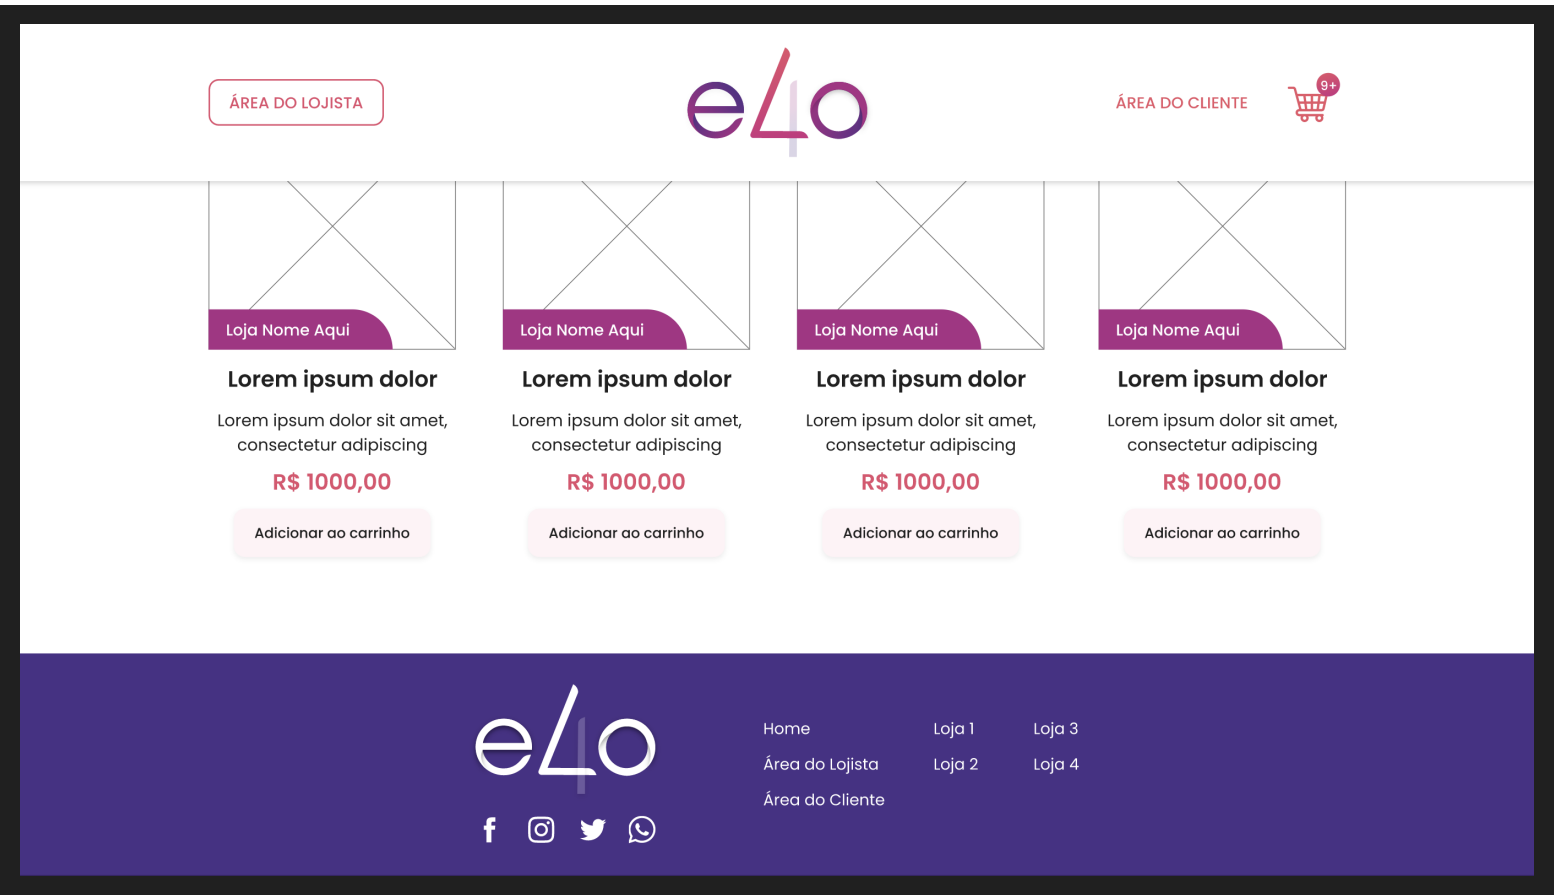 ÁREA DO LOJISTA
e4o
ÁREA DO CLIENTE
9+
Loja Nome Aqui
Loja Nome Aqui
Loja Nome Aqui
Loja Nome Aqui
Lorem ipsum dolor
Lorem ipsum dolor
Lorem ipsum dolor
Lorem ipsum dolor
Lorem ipsum dolor sit amet,
consectetur adipiscing
Lorem ipsum dolor sit amet,
consectetur adipiscing
Lorem ipsum dolor sit amet,
consectetur adipiscing
Lorem ipsum dolor sit amet,
consectetur adipiscing
R$ 1000,00
R$ 1000,00
R$ 1000,00
R$ 1000,00
Adicionar ao carrinho
Adicionar ao carrinho
Adicionar ao carrinho
Adicionar ao carrinho
e4o
Home
Área do Lojista
Área do Cliente
Loja 1
Loja 2
Loja 3
Loja 4